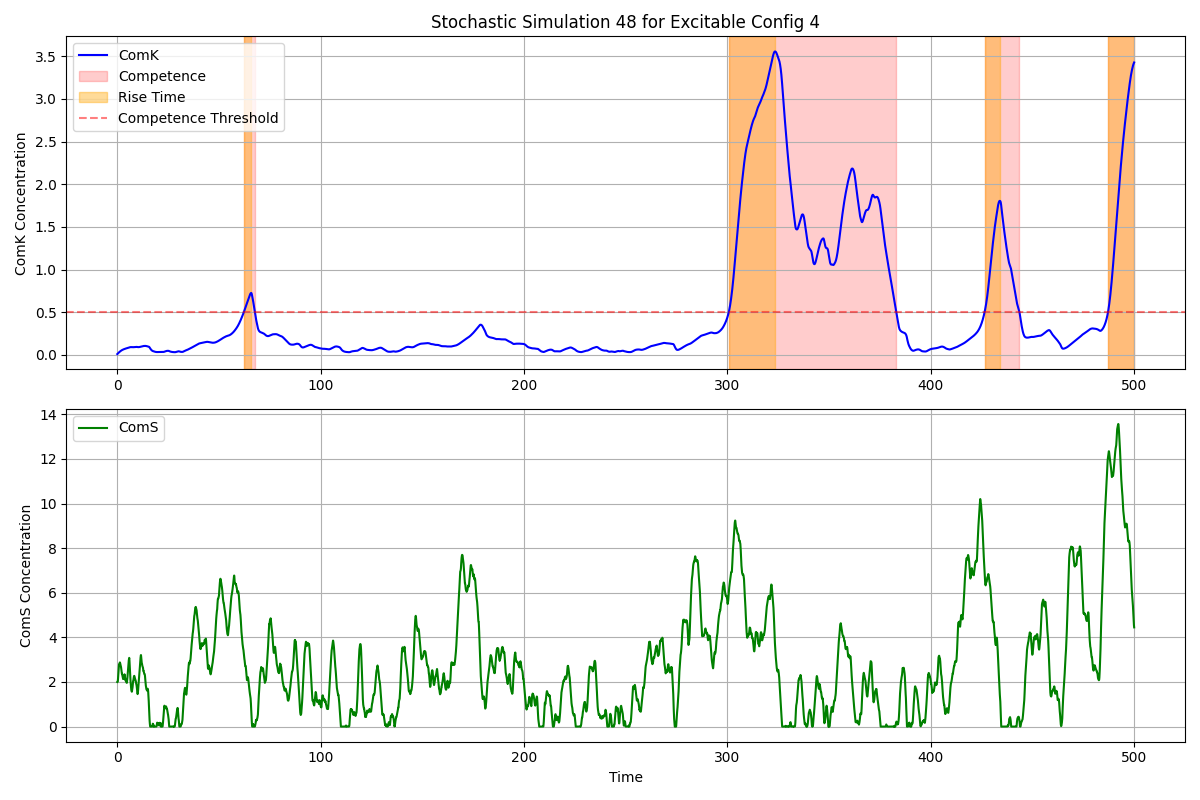 Stochastic Simulation 48 for Excitable Config 4
ComK
Competence
Rise Time
Competence Threshold
ComK Concentration
3.5
3.0
2.5
2.0
1.5
1.0
0.5
0.0
0 100 200 300 400 500
ComS
ComS Concentration
14
12
10
8
6
4
2
0
0 100 200 300 400 500
Time